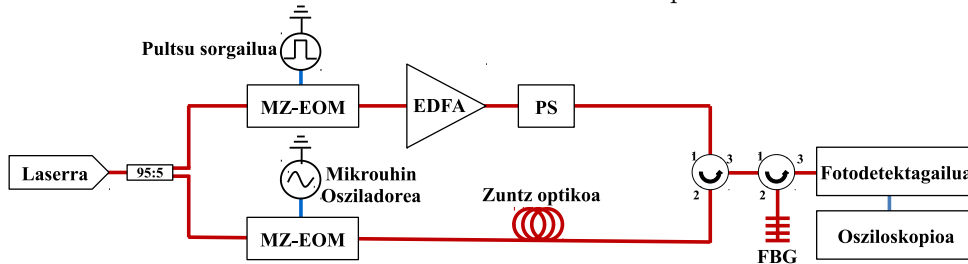 Pultsu sorgailua
MZ-EOM
EDFA
PS
Laserra
95:5
Mikrouhin
Osziladorea
MZ-EOM
Zuntz optikoa
1
3
2
1
3
2
FBG
Fotodetektagailua
Osziloskopioa